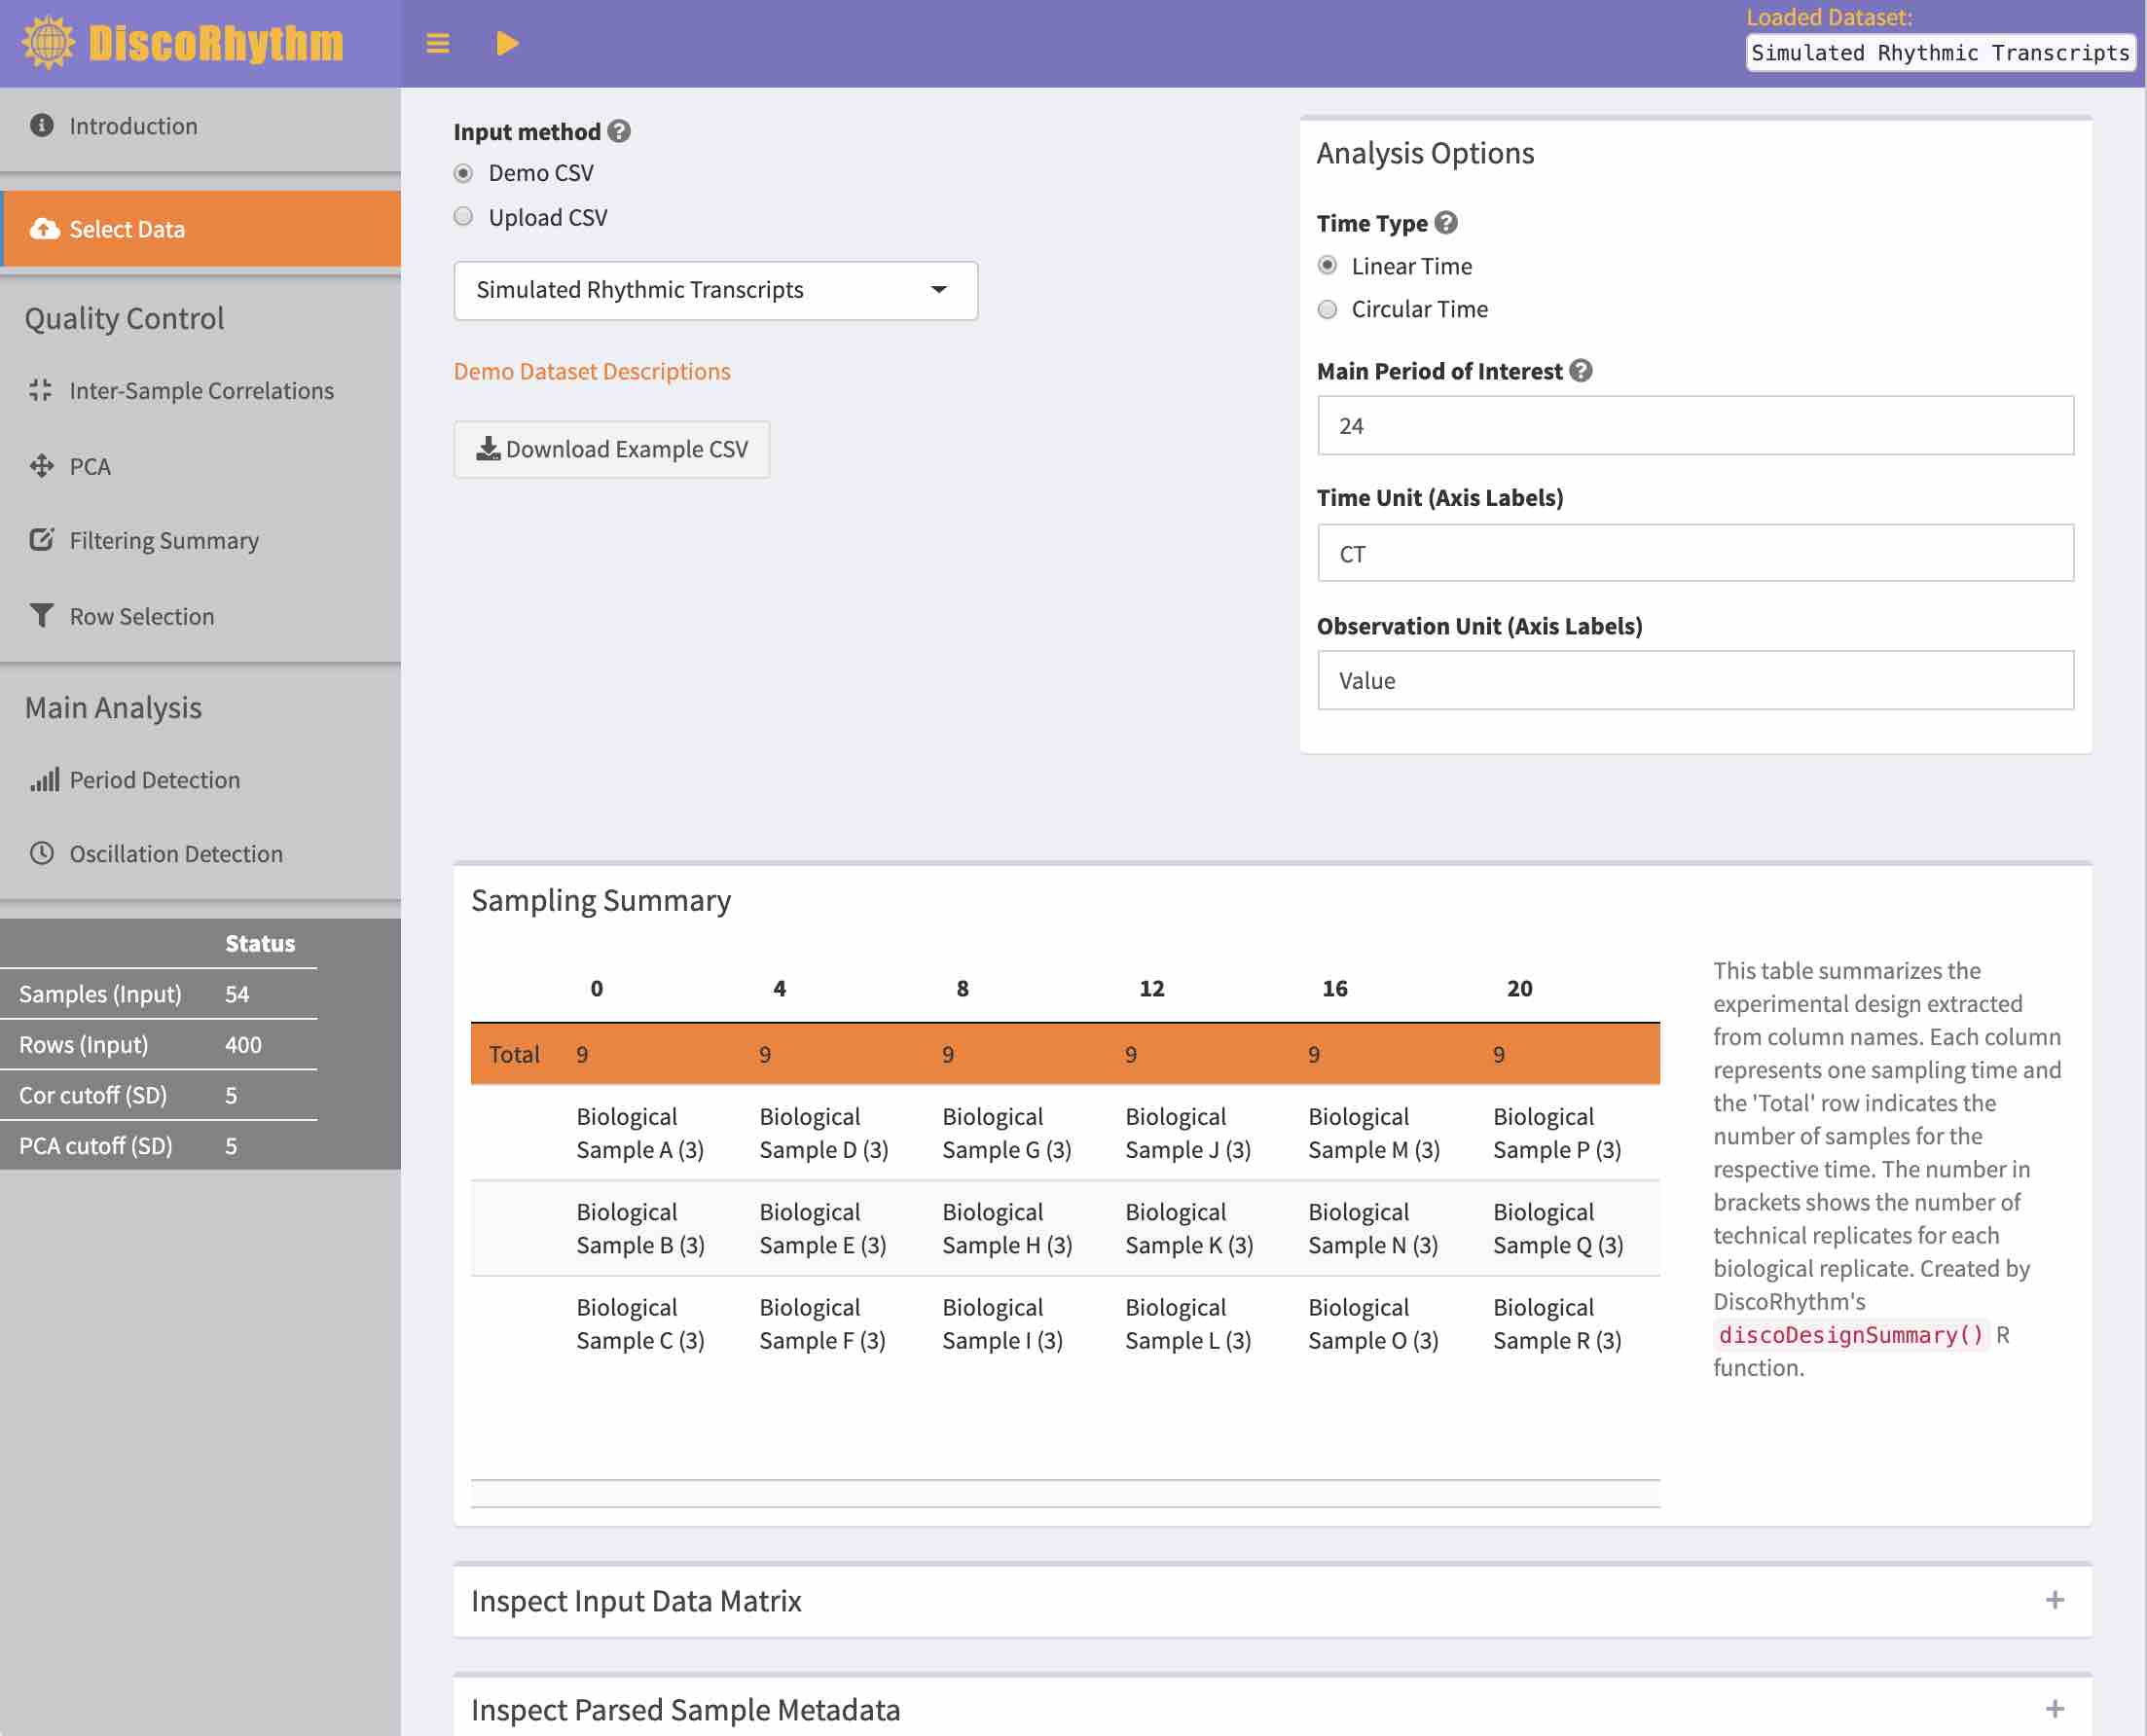 DiscoRhythm
Loaded Dataset:
Simulated Rhythmic Transcripts
Introduction
Select Data
Quality Control
Inter-Sample Correlations
PCA
Filtering Summary
Row Selection
Main Analysis
Period Detection
Oscillation Detection
Status
Samples (Input) 54
Rows (Input) 400
Cor cutoff (SD) 5
PCA cutoff (SD) 5
Input method
Demo CSV
Upload CSV
Simulated Rhythmic Transcripts
Demo Dataset Descriptions
Download Example CSV
Analysis Options
Time Type
Linear Time
Circular Time
Main Period of Interest
24
Time Unit (Axis Labels)
CT
Observation Unit (Axis Labels)
Value
Sampling Summary
0 4 8 12 16 20
Total 9 9 9 9 9 9
Biological Biological Biological Biological Biological Biological
Sample A (3) Sample D (3) Sample G (3) Sample J (3) Sample M (3) Sample P (3)
Biological Biological Biological Biological Biological Biological
Sample B (3) Sample E (3) Sample H (3) Sample K (3) Sample N (3) Sample Q (3)
Biological Biological Biological Biological Biological Biological
Sample C (3) Sample F (3) Sample I (3) Sample L (3) Sample O (3) Sample R (3)
This table summarizes the
experimental design extracted
from column names. Each column
represents one sampling time and
the 'Total' row indicates the
number of samples for the
respective time. The number in
brackets shows the number of
technical replicates for each
biological replicate. Created by
DiscoRhythm's
discoDesignSummary() R
function.
Inspect Input Data Matrix
Inspect Parsed Sample Metadata